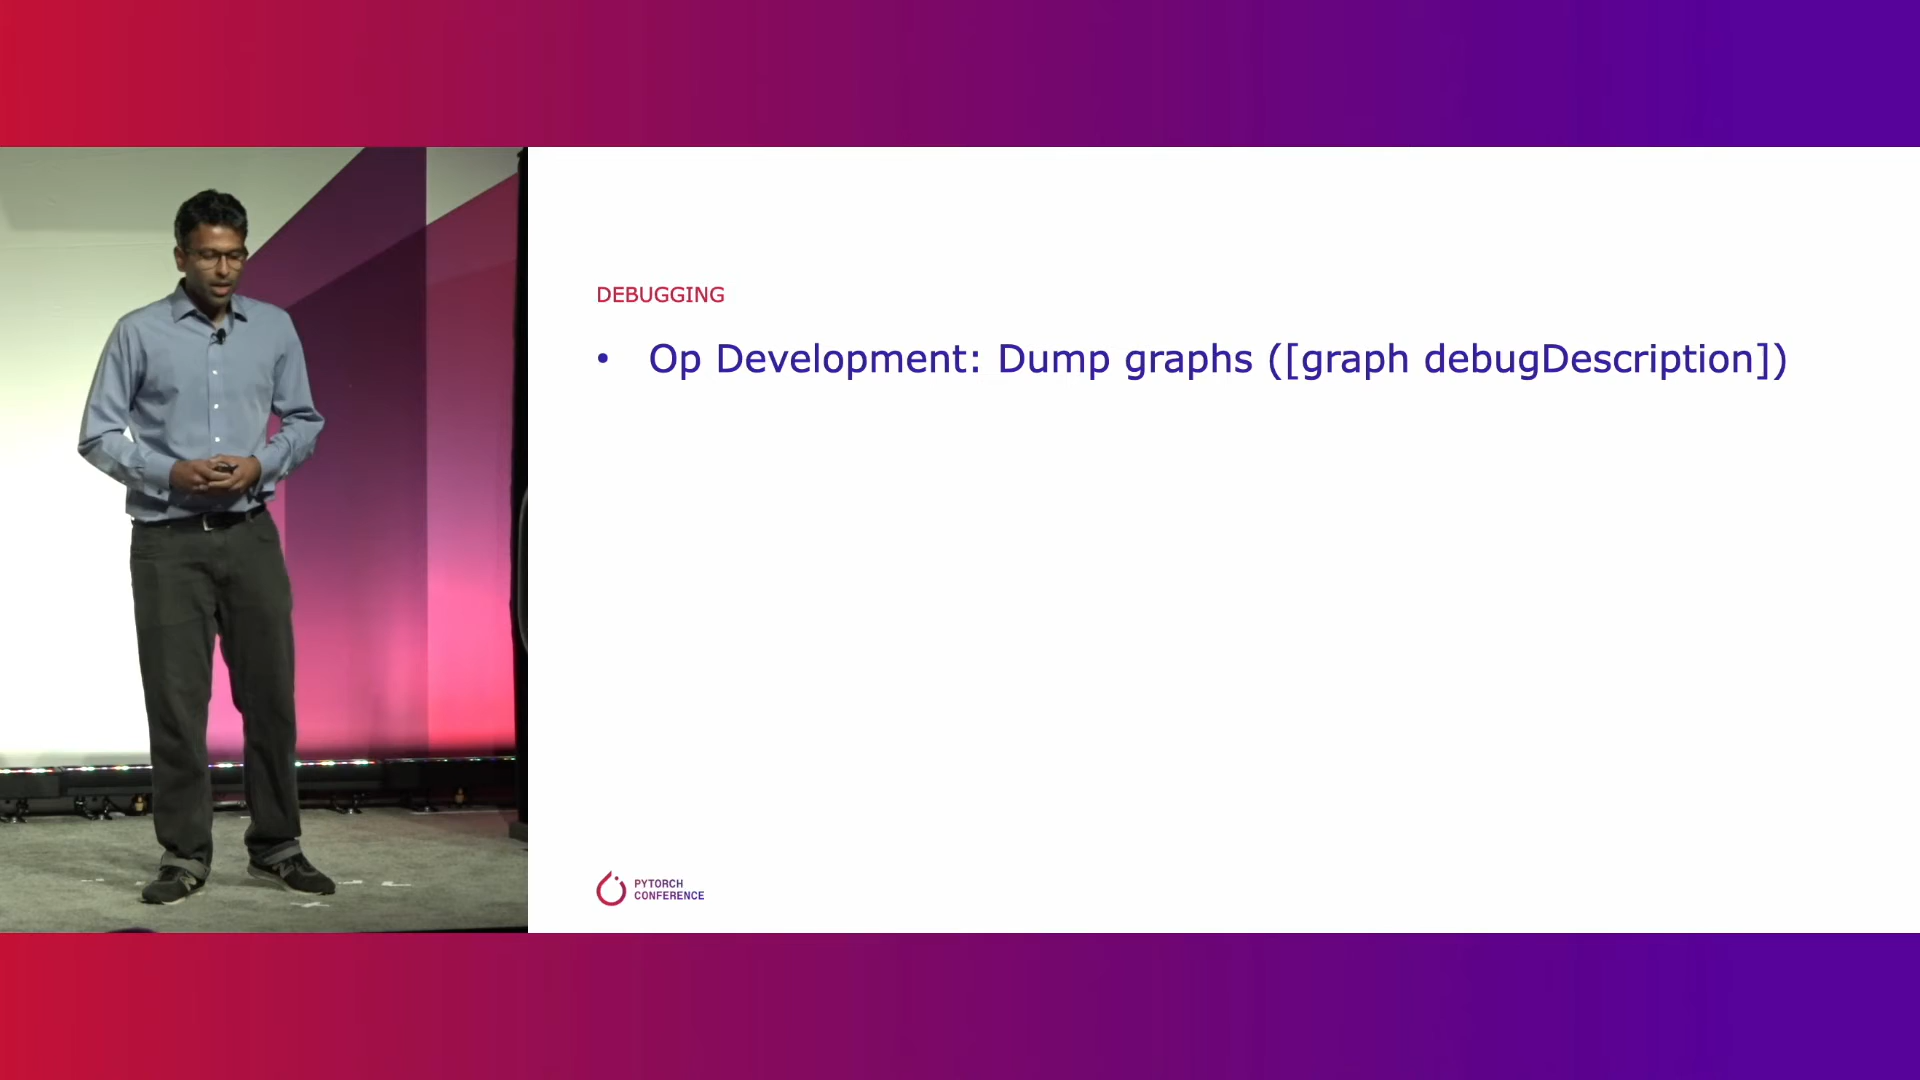 DEBUGGING
• Op Development: Dump graphs ([graph debugDescription])
PYTORCH
CONFERENCE